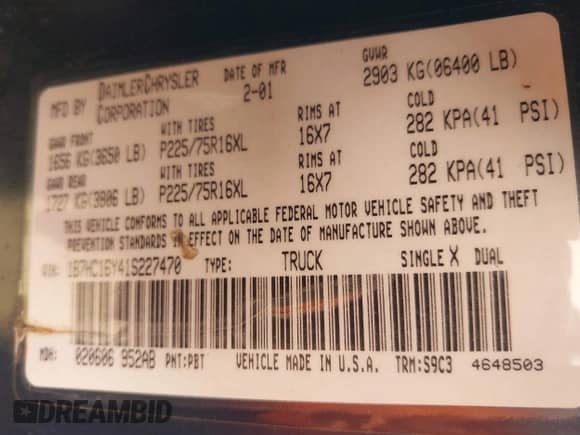 MFD BY DAIMLERCHRYSLER CORPORATION DATE OF MFR 2-01 GVWR 2903 KG(06400 LB)
GAWR FRONT WITH TIRES RIMS AT COLD
1656 KG(3650 LB) P225/75R16XL 16X7 282 KPA(41 PSI)
GAWR REAR WITH TIRES RIMS AT COLD
1727 KG(3806 LB) P225/75R16XL 16X7 282 KPA(41 PSI)
THIS VEHICLE CONFORMS TO ALL APPLICABLE FEDERAL MOTOR VEHICLE SAFETY AND THEFT
PREVENTION STANDARDS IN EFFECT ON THE DATE OF MANUFACTURE SHOWN ABOVE.
VIN: 1B7HC16Y41S227470 TYPE: TRUCK SINGLE X DUAL
MDH: 020606 952AB PNT:PBT VEHICLE MADE IN U.S.A. TRM:S9C3 4648503
DREAMBID